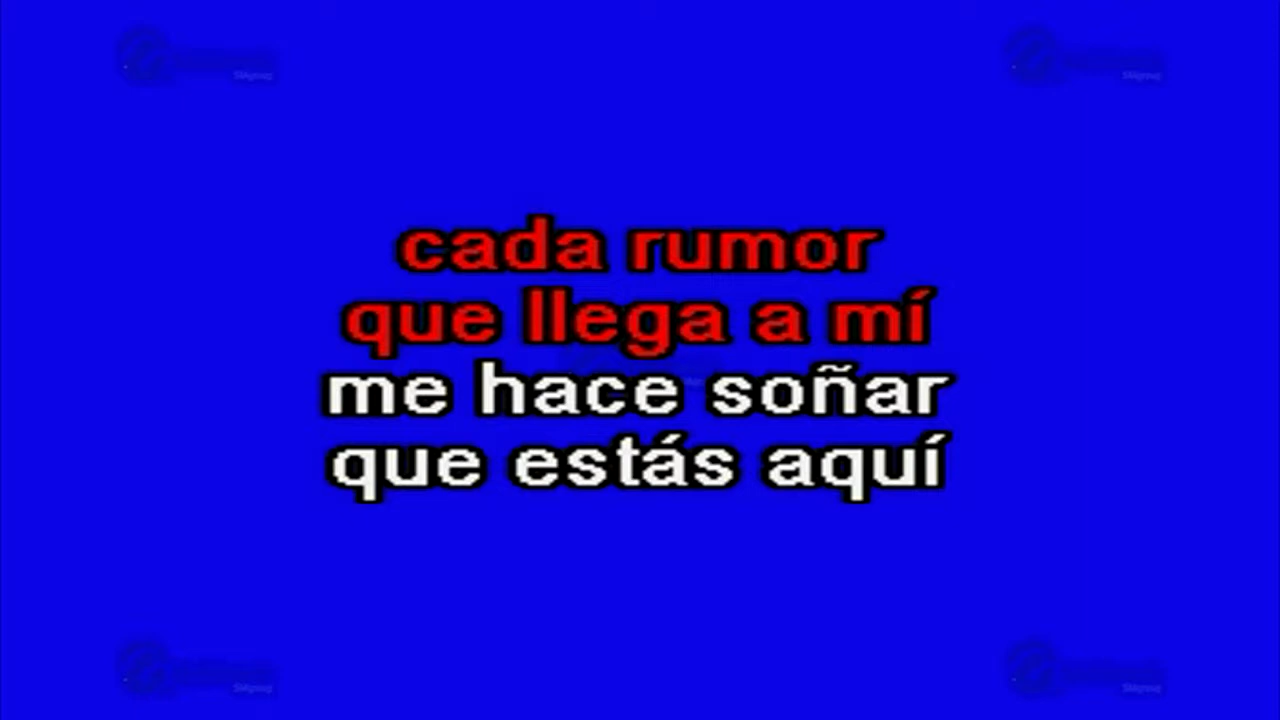 cada rumor
que llega a mí
me hace soñar
que estás aquí